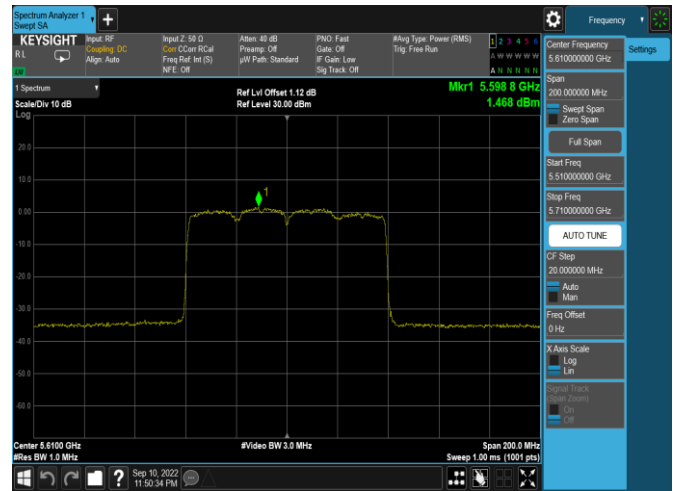 Spectrum Analyzer 1
Swept SA
Frequency
KEYSIGHT
R L
Input: RF
Coupling: DC
Align: Auto
Input Z: 50 Ω
Corr CCorr RCal
Freq Ref: Int (S)
NFE: Off
Atten: 40 dB
Preamp: Off
µW Path: Standard
PNO: Fast
Gate: Off
IF Gain: Low
Sig Track: Off
#Avg Type: Power (RMS)
Trig: Free Run
1 2 3 4 5 6
A W W W W W
A N N N N N
LXI
1 Spectrum
Scale/Div 10 dB
Log
Ref Lvl Offset 1.12 dB
Ref Level 30.00 dBm
Mkr1 5.598 8 GHz
1.468 dBm
20.0
10.0
0.00
-10.0
-20.0
-30.0
-40.0
-50.0
-60.0
1
Center 5.6100 GHz
#Res BW 1.0 MHz
#Video BW 3.0 MHz
Span 200.0 MHz
Sweep 1.00 ms (1001 pts)
Sep 10, 2022
11:50:34 PM
Center Frequency
5.610000000 GHz
Settings
Span
200.000000 MHz
Swept Span
Zero Span
Full Span
Start Freq
5.510000000 GHz
Stop Freq
5.710000000 GHz
AUTO TUNE
CF Step
20.000000 MHz
Auto
Man
Freq Offset
0 Hz
X Axis Scale
Log
Lin
Signal Track
(Span Zoom)
On
Off